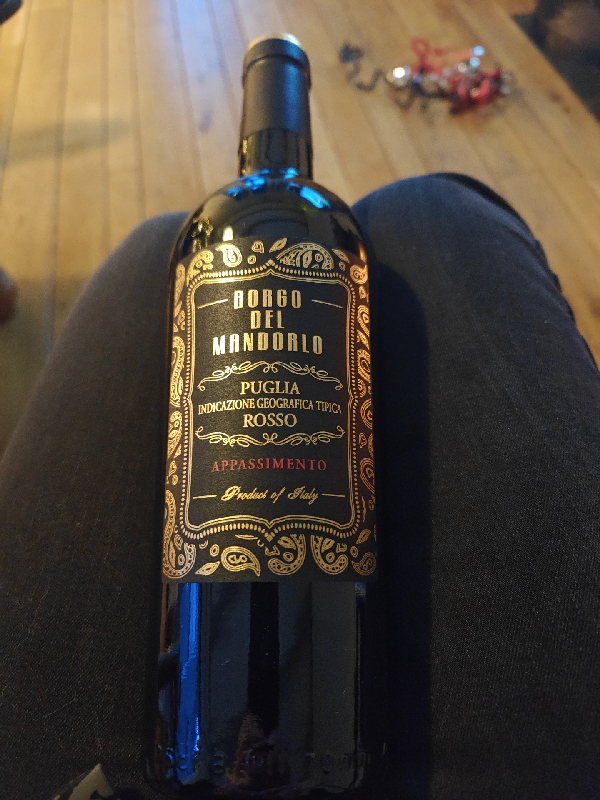 BORGO
DEL
MANDORLO
PUGLIA
INDICAZIONE GEOGRAFICA TIPICA
ROSSO
APPASSIMENTO
Product of Italy